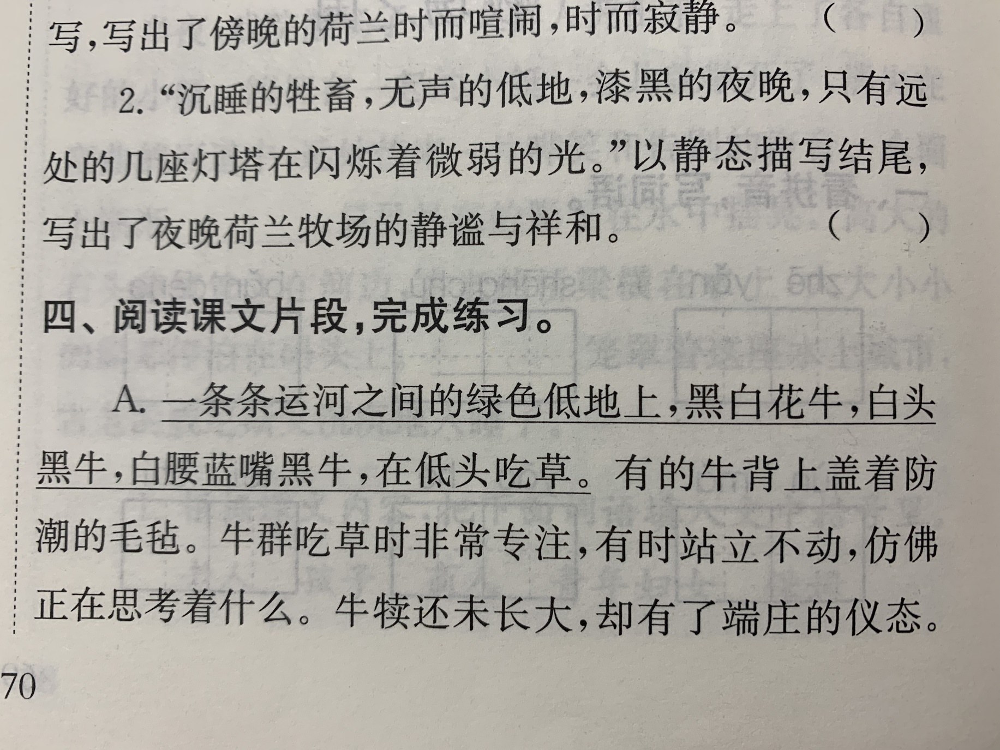 写,写出了傍晚的荷兰时而喧闹,时而寂静。 (　　)
2. “沉睡的牲畜,无声的低地,漆黑的夜晚,只有远
处的几座灯塔在闪烁着微弱的光。”以静态描写结尾,
写出了夜晚荷兰牧场的静谧与祥和。 (　　)
四、阅读课文片段,完成练习。
A. 一条条运河之间的绿色低地上,黑白花牛,白头
黑牛,白腰蓝嘴黑牛,在低头吃草。有的牛背上盖着防
潮的毛毡。牛群吃草时非常专注,有时站立不动,仿佛
正在思考着什么。牛犊还未长大,却有了端庄的仪态。
70